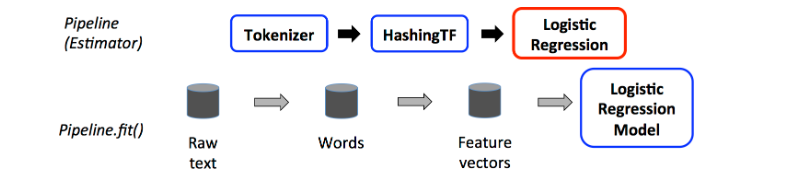 Pipeline
(Estimator)
Tokenizer
HashingTF
Logistic
Regression
Pipeline.fit()
Raw
text
Words
Feature
vectors
Logistic
Regression
Model